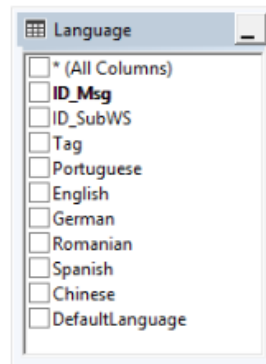 Language
* (All Columns)
ID_Msg
ID_SubWS
Tag
Portuguese
English
German
Romanian
Spanish
Chinese
DefaultLanguage